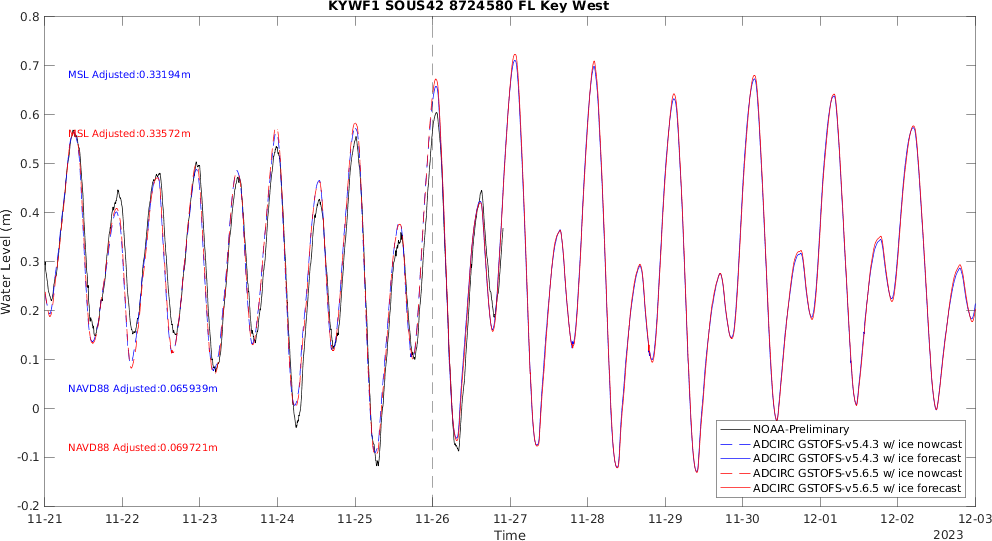 KYWF1 SOUS42 8724580 FL Key West
0.8
0.7
0.6
0.5
0.4
0.3
0.2
0.1
0
-0.1
-0.2
Water Level (m)
MSL Adjusted:0.33194m
MSL Adjusted:0.33572m
NAVD88 Adjusted:0.065939m
NAVD88 Adjusted:0.069721m
NOAA-Preliminary
ADCIRC GSTOFS-v5.4.3 w/ ice nowcast
ADCIRC GSTOFS-v5.4.3 w/ ice forecast
ADCIRC GSTOFS-v5.6.5 w/ ice nowcast
ADCIRC GSTOFS-v5.6.5 w/ ice forecast
11-21 11-22 11-23 11-24 11-25 11-26 11-27 11-28 11-29 11-30 12-01 12-02 12-03
Time
2023